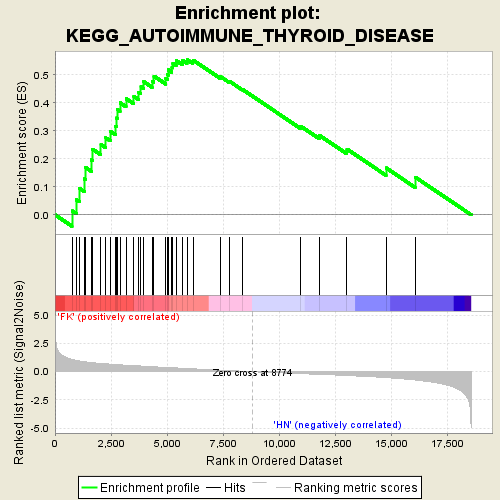 Enrichment plot:
KEGG_AUTOIMMUNE_THYROID_DISEASE
Enrichment score (ES)
0.5
0.4
0.3
0.2
0.1
0.0
'FK' (positively correlated)
Ranked list metric (Signal2Noise)
5.0
2.5
0.0
-2.5
-5.0
Zero cross at 8774
'HN' (negatively correlated)
0
2,500
5,000
7,500
10,000
12,500
15,000
17,500
Rank in Ordered Dataset
Enrichment profile
Hits
Ranking metric scores